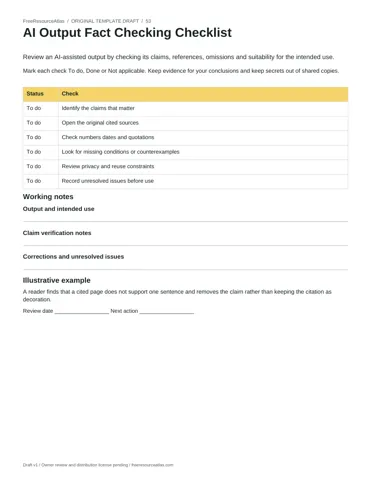 FreeResourceAtlas / ORIGINAL TEMPLATE DRAFT / 53
AI Output Fact Checking Checklist
Review an AI-assisted output by checking its claims, references, omissions and suitability for the intended use.
Mark each check To do, Done or Not applicable. Keep evidence for your conclusions and keep secrets out of shared copies.
Status Check
To do Identify the claims that matter
To do Open the original cited sources
To do Check numbers dates and quotations
To do Look for missing conditions or counterexamples
To do Review privacy and reuse constraints
To do Record unresolved issues before use
Working notes
Output and intended use
Claim verification notes
Corrections and unresolved issues
Illustrative example
A reader finds that a cited page does not support one sentence and removes the claim rather than keeping the citation as
decoration.
Review date ____________________ Next action ____________________
Draft v1 / Owner review and distribution licence pending / freeresourceatlas.com